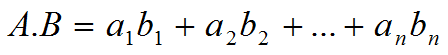 A.B = a₁b₁ + a₂b₂ + ... + aₙbₙ